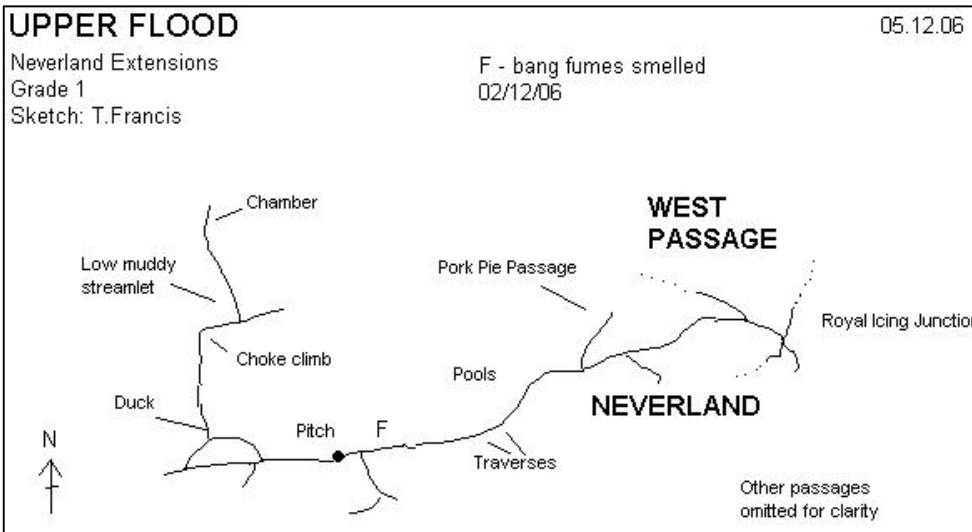 UPPER FLOOD
05.12.06
Neverland Extensions
Grade 1
Sketch: T.Francis
F - bang fumes smelled
02/12/06
Chamber
WEST
PASSAGE
Low muddy
streamlet
Pork Pie Passage
Royal Icing Junction
Choke climb
Pools
Duck
NEVERLAND
N
Pitch
F
Traverses
Other passages
omitted for clarity